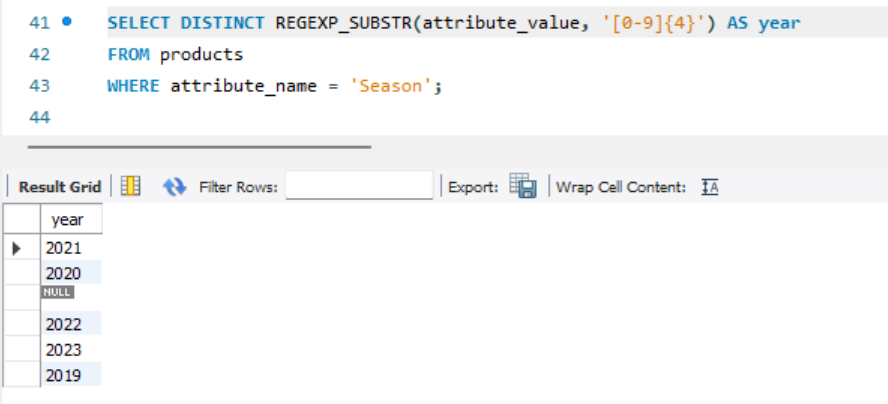 41 SELECT DISTINCT REGEXP_SUBSTR(attribute_value, '[0-9]{4}') AS year
42 FROM products
43 WHERE attribute_name = 'Season';
44
Result Grid Filter Rows: Export: Wrap Cell Content: IA
year
2021
2020
NULL
2022
2023
2019